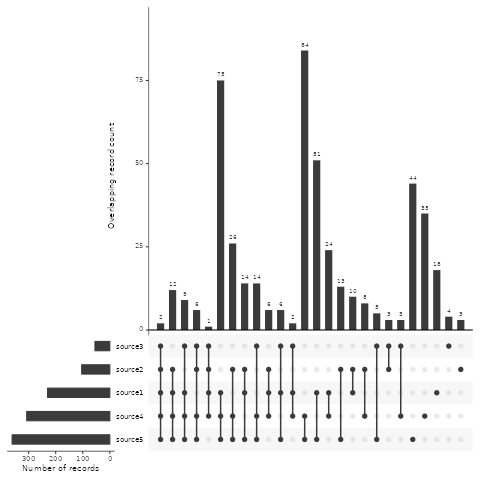 84
75
75
51
50
44
35
Overlapping record count
26
25
24
18
14 14
13
12
10
9
8
6 6 6
5
4
3 3 3
2 2
1
0
source3
source2
source1
source4
source5
300 200 100 0
Number of records